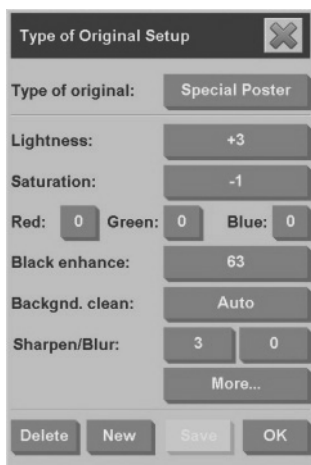 Type of Original Setup
Type of original: Special Poster
Lightness: +3
Saturation: -1
Red: 0 Green: 0 Blue: 0
Black enhance: 63
Backgnd. clean: Auto
Sharpen/Blur: 3 0
More...
Delete New Save OK